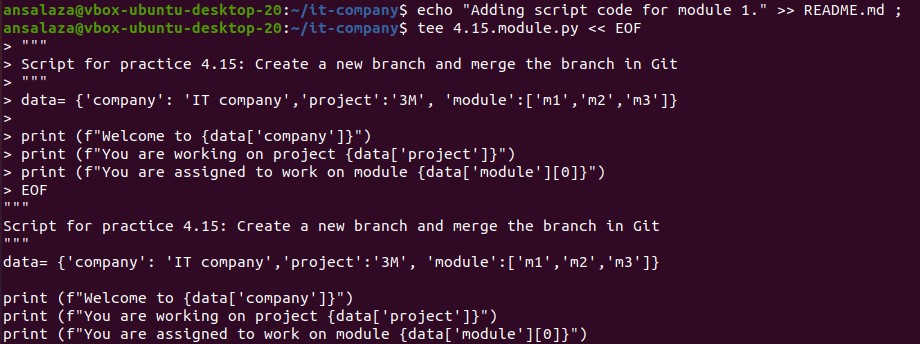 ansalaza@vbox-ubuntu-desktop-20:~/it-company$ echo "Adding script code for module 1." >> README.md ;
ansalaza@vbox-ubuntu-desktop-20:~/it-company$ tee 4.15.module.py << EOF
> """
> Script for practice 4.15: Create a new branch and merge the branch in Git
> """
> data= {'company': 'IT company','project':'3M', 'module':['m1','m2','m3']}
>
> print (f"Welcome to {data['company']}")
> print (f"You are working on project {data['project']}")
> print (f"You are assigned to work on module {data['module'][0]}")
> EOF
"""
Script for practice 4.15: Create a new branch and merge the branch in Git
"""
data= {'company': 'IT company','project':'3M', 'module':['m1','m2','m3']}

print (f"Welcome to {data['company']}")
print (f"You are working on project {data['project']}")
print (f"You are assigned to work on module {data['module'][0]}")